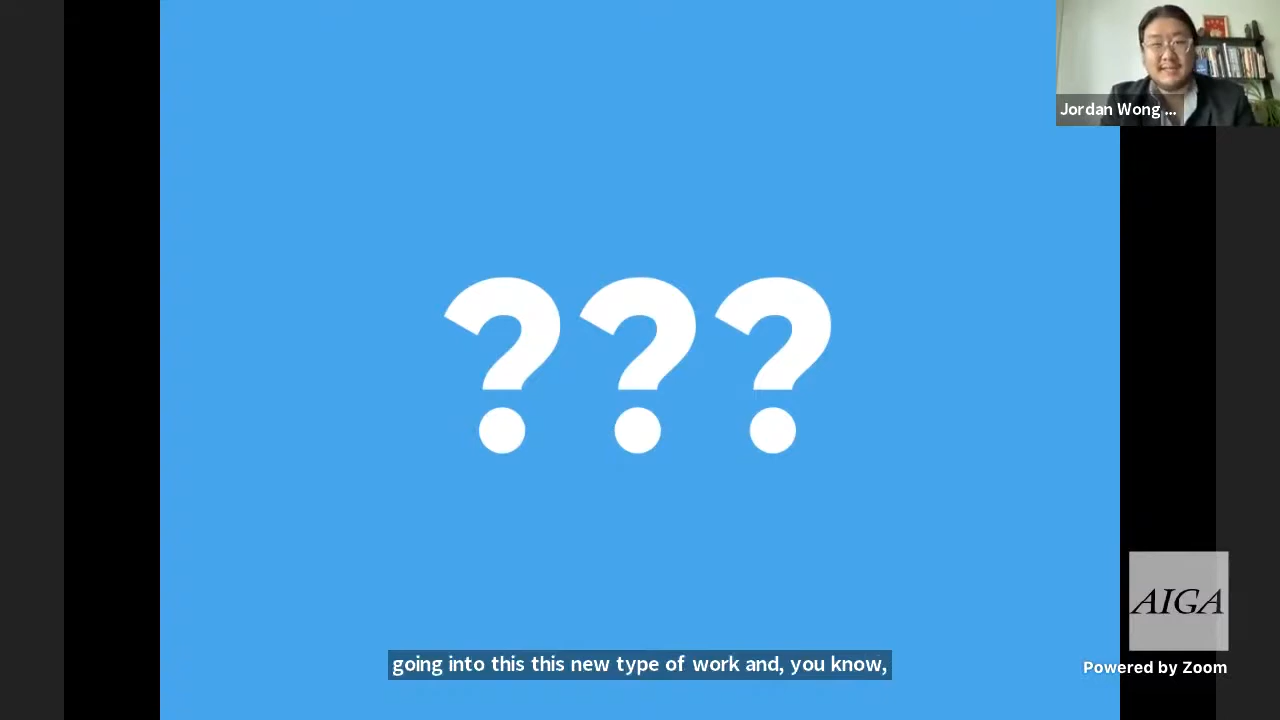 Jordan Wong ...
???
AIGA
going into this this new type of work and, you know,
Powered by Zoom